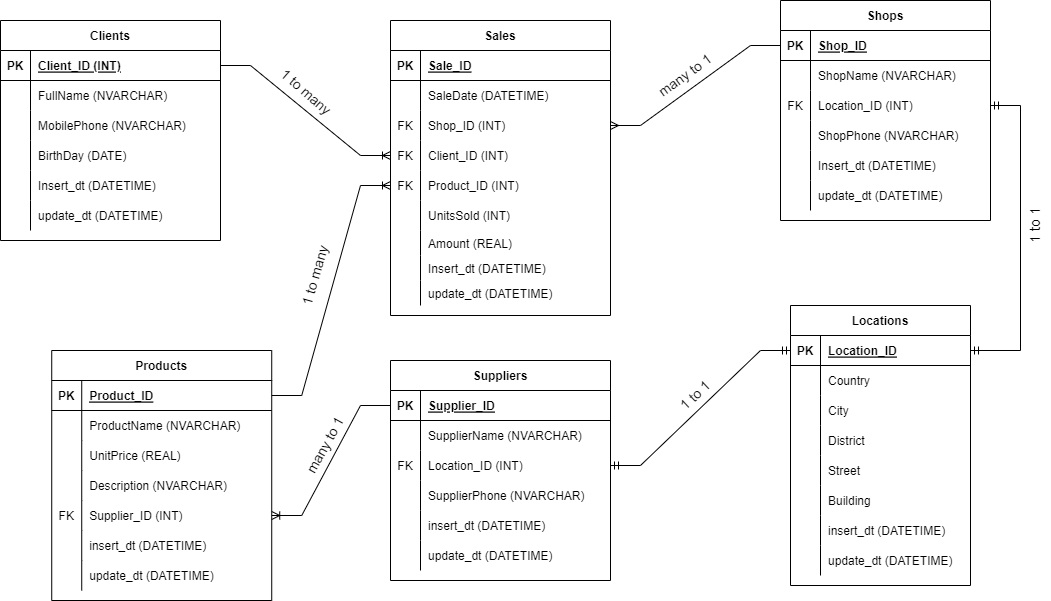 Clients
PK Client_ID (INT)
FullName (NVARCHAR)
MobilePhone (NVARCHAR)
BirthDay (DATE)
Insert_dt (DATETIME)
update_dt (DATETIME)
1 to many
Sales
PK Sale_ID
SaleDate (DATETIME)
FK Shop_ID (INT)
FK Client_ID (INT)
FK Product_ID (INT)
UnitsSold (INT)
Amount (REAL)
Insert_dt (DATETIME)
update_dt (DATETIME)
many to 1
Shops
PK Shop_ID
ShopName (NVARCHAR)
FK Location_ID (INT)
ShopPhone (NVARCHAR)
Insert_dt (DATETIME)
update_dt (DATETIME)
1 to 1
1 to many
Products
PK Product_ID
ProductName (NVARCHAR)
UnitPrice (REAL)
Description (NVARCHAR)
FK Supplier_ID (INT)
insert_dt (DATETIME)
update_dt (DATETIME)
many to 1
Suppliers
PK Supplier_ID
SupplierName (NVARCHAR)
FK Location_ID (INT)
SupplierPhone (NVARCHAR)
insert_dt (DATETIME)
update_dt (DATETIME)
1 to 1
Locations
PK Location_ID
Country
City
District
Street
Building
insert_dt (DATETIME)
update_dt (DATETIME)